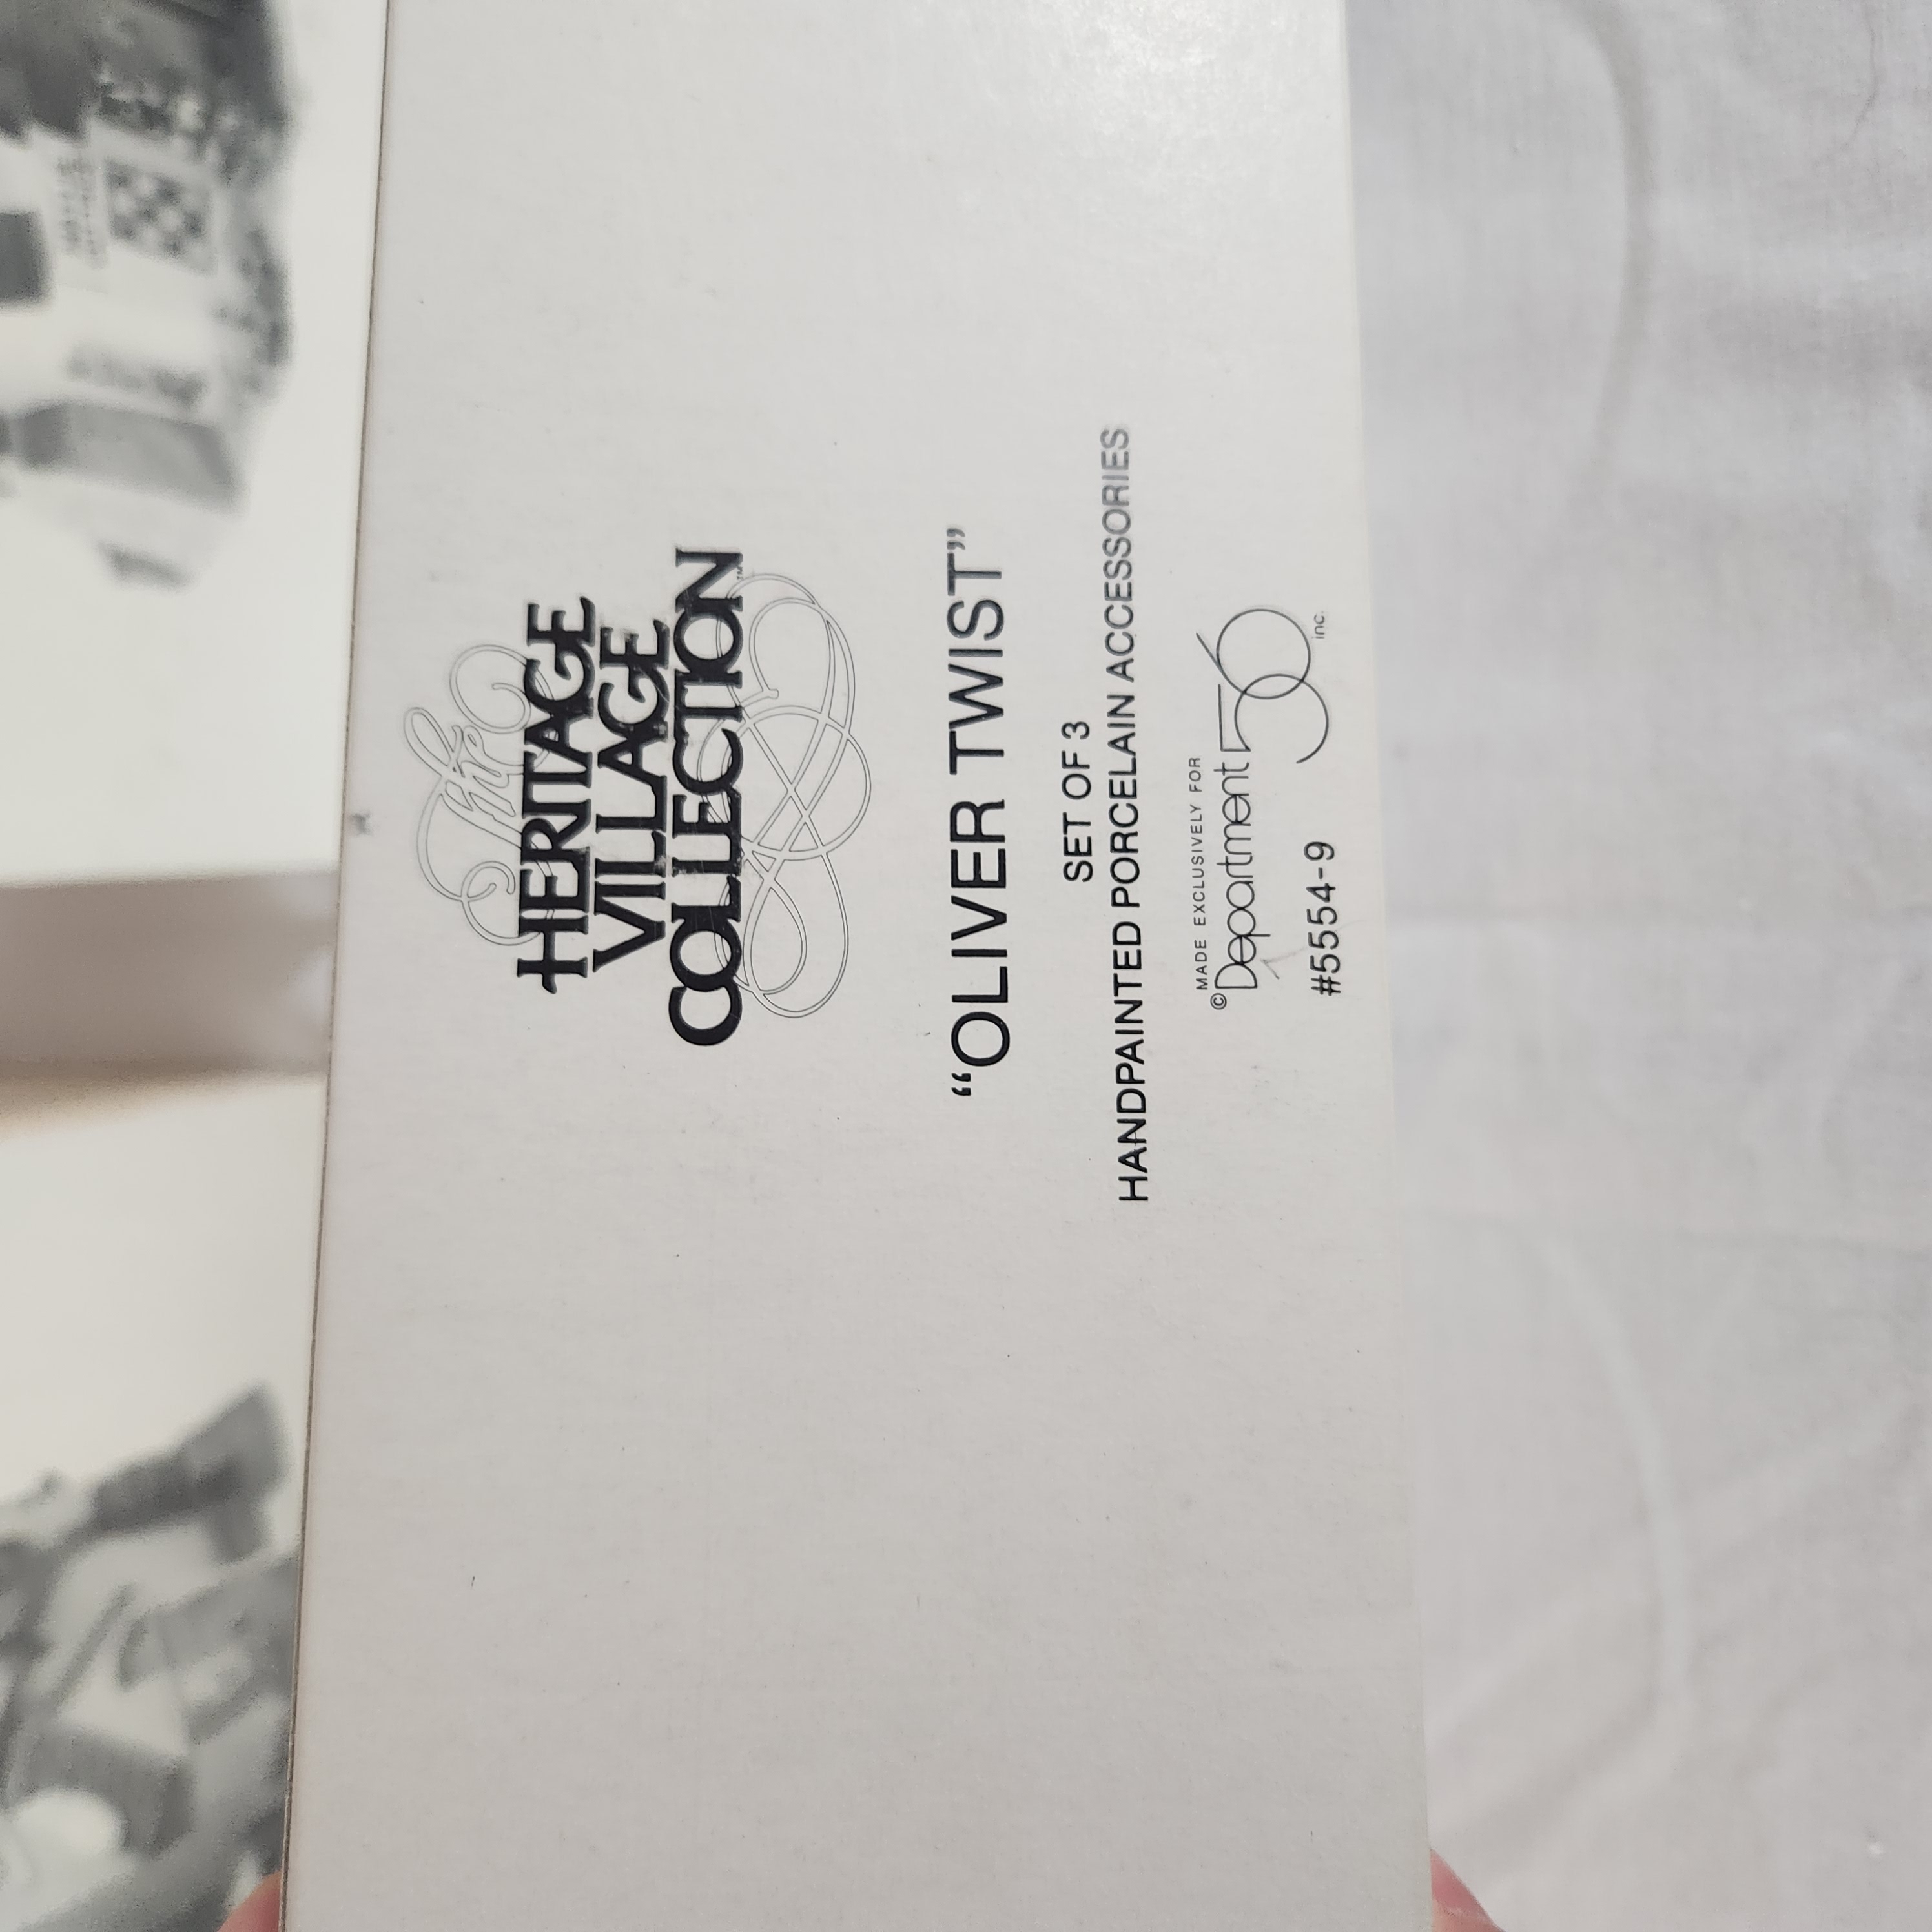 The
HERITAGE
VILLAGE
COLLECTION™
“OLIVER TWIST”
SET OF 3
HANDPAINTED PORCELAIN ACCESSORIES
MADE EXCLUSIVELY FOR
© Department 56 inc.
#5554-9